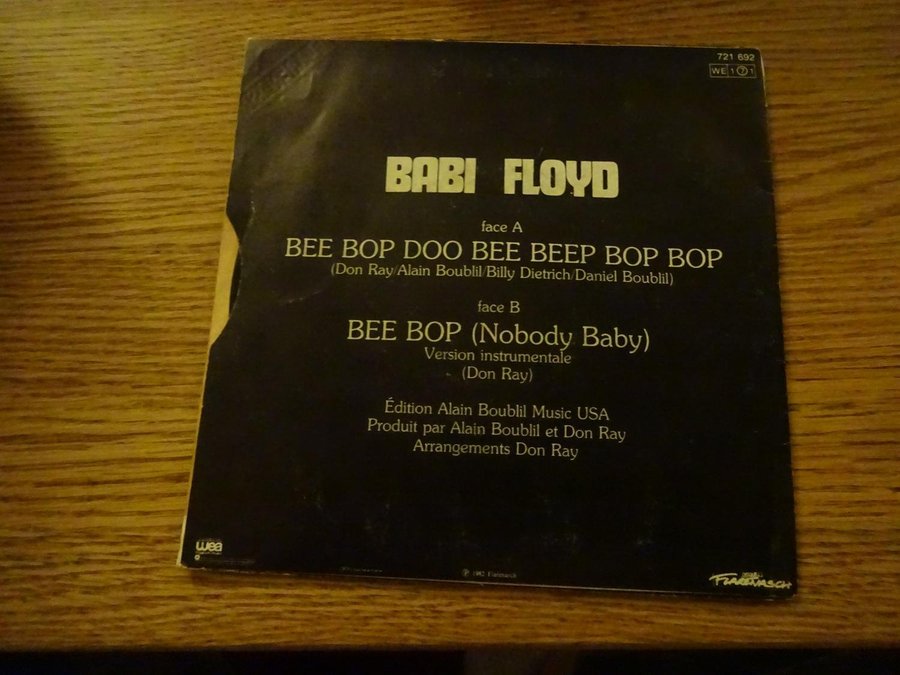 721 692
WE 1 7 1
BABI FLOYD
face A
BEE BOP DOO BEE BEEP BOP BOP
(Don Ray/Alain Boublil/Billy Dietrich/Daniel Boublil)
face B
BEE BOP (Nobody Baby)
Version instrumentale
(Don Ray)
Édition Alain Boublil Music USA
Produit par Alain Boublil et Don Ray
Arrangements Don Ray
wea
℗ 1982 Flarenasch
FLARENASCH